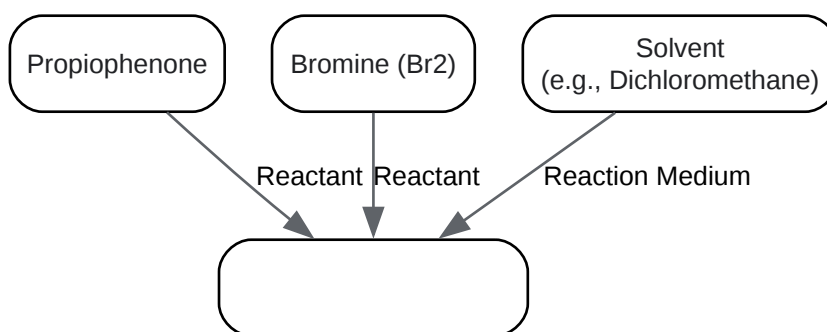 Propiophenone
Bromine (Br2)
Solvent
(e.g., Dichloromethane)
Reactant
Reactant
Reaction Medium